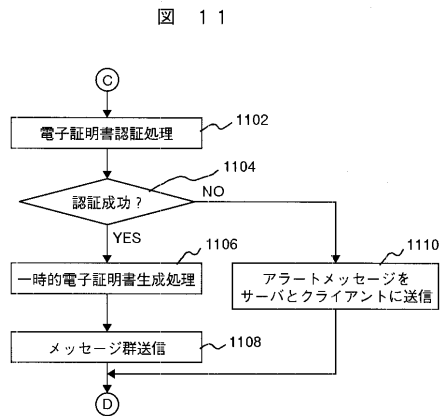 図 11
C
電子証明書認証処理
1102
1104
認証成功?
NO
YES
1106
一時的電子証明書生成処理
1110
アラートメッセージを
サーバとクライアントに送信
メッセージ群送信
1108
D